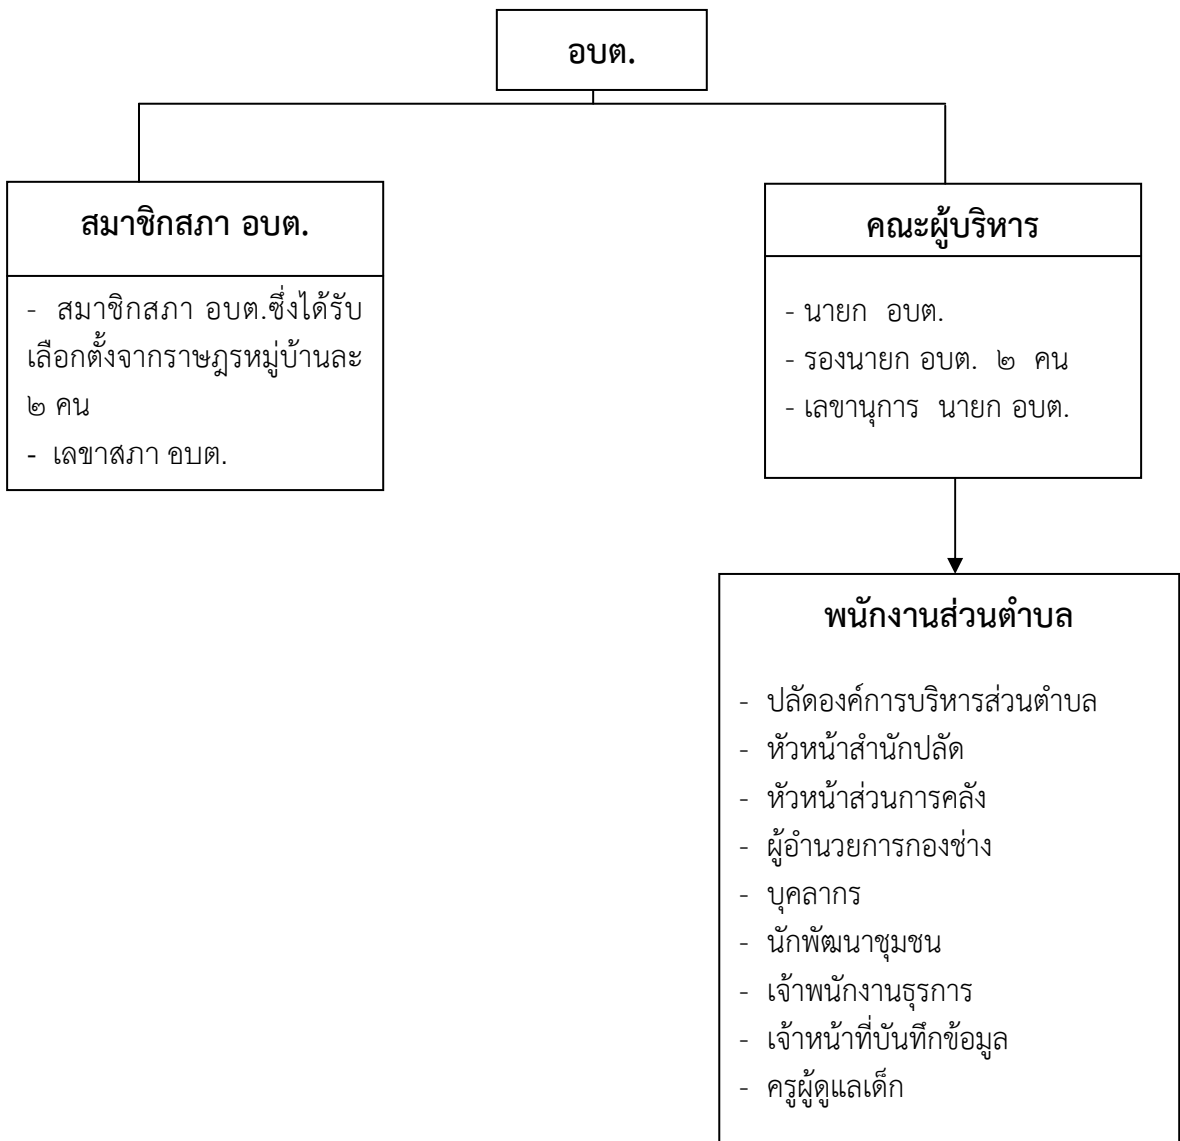 อบต.
สมาชิกสภา อบต.
- สมาชิกสภา อบต.ซึ่งได้รับ
เลือกตั้งจากราษฎรหมู่บ้านละ
๒ คน
- เลขาสภา อบต.
คณะผู้บริหาร
- นายก อบต.
- รองนายก อบต. ๒ คน
- เลขานุการ นายก อบต.
พนักงานส่วนตำบล
- ปลัดองค์การบริหารส่วนตำบล
- หัวหน้าสำนักปลัด
- หัวหน้าส่วนการคลัง
- ผู้อำนวยการกองช่าง
- บุคลากร
- นักพัฒนาชุมชน
- เจ้าพนักงานธุรการ
- เจ้าหน้าที่บันทึกข้อมูล
- ครูผู้ดูแลเด็ก